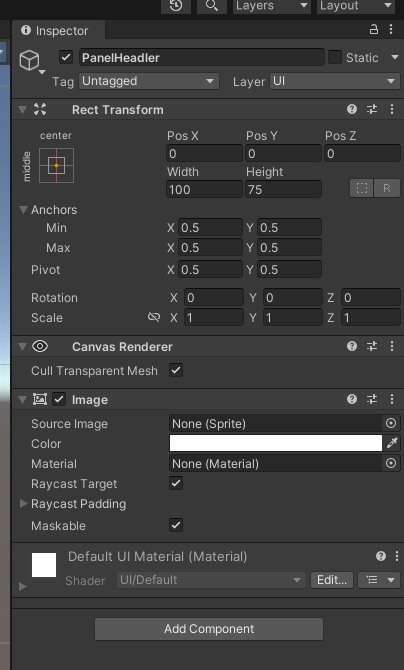 Layers Layout
Inspector
PanelHeadler Static
Tag Untagged Layer UI
Rect Transform
center
middle
Pos X Pos Y Pos Z
0 0 0
Width Height
100 75
R
Anchors
Min X 0.5 Y 0.5
Max X 0.5 Y 0.5
Pivot X 0.5 Y 0.5
Rotation X 0 Y 0 Z 0
Scale X 1 Y 1 Z 1
Canvas Renderer
Cull Transparent Mesh
Image
Source Image None (Sprite)
Color
Material None (Material)
Raycast Target
Raycast Padding
Maskable
Default UI Material (Material)
Shader UI/Default Edit...
Add Component